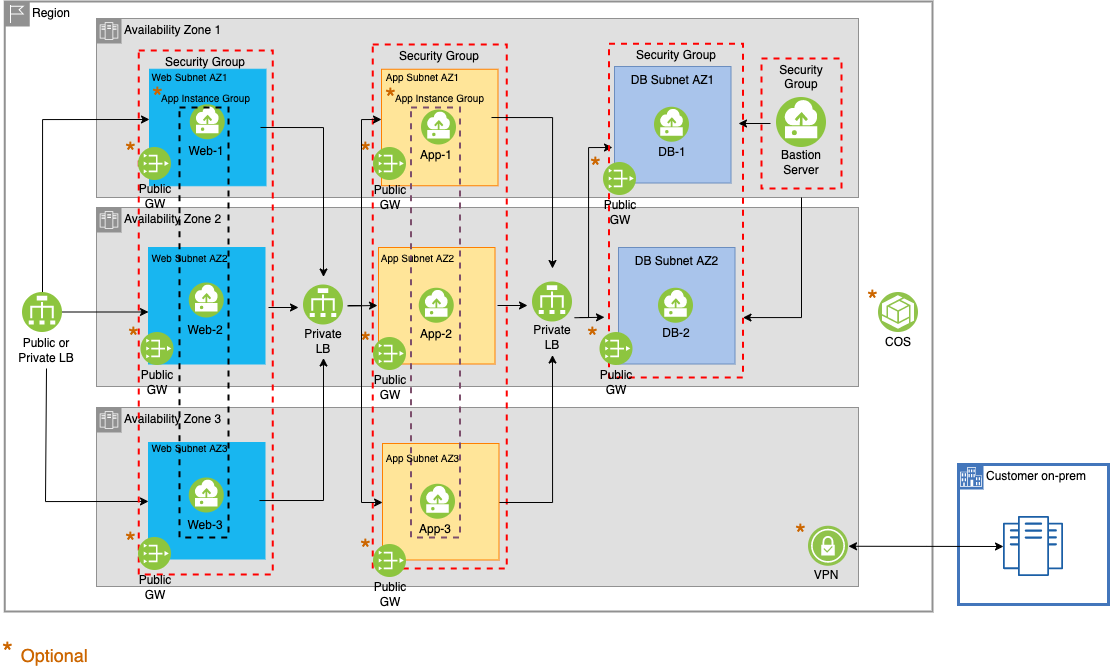 Region
Availability Zone 1
Security Group
Web Subnet AZ1
* App Instance Group
Web-1
*
Public
GW
Security Group
App Subnet AZ1
* App Instance Group
App-1
*
Public
GW
Security Group
DB Subnet AZ1
DB-1
*
Public
GW
Security
Group
Bastion
Server
Availability Zone 2
Web Subnet AZ2
Web-2
*
Public
GW
Public or
Private LB
Private
LB
App Subnet AZ2
App-2
*
Public
GW
Private
LB
DB Subnet AZ2
DB-2
*
Public
GW
*
COS
Availability Zone 3
Web Subnet AZ3
Web-3
*
Public
GW
App Subnet AZ3
App-3
*
Public
GW
*
VPN
Customer on-prem
* Optional